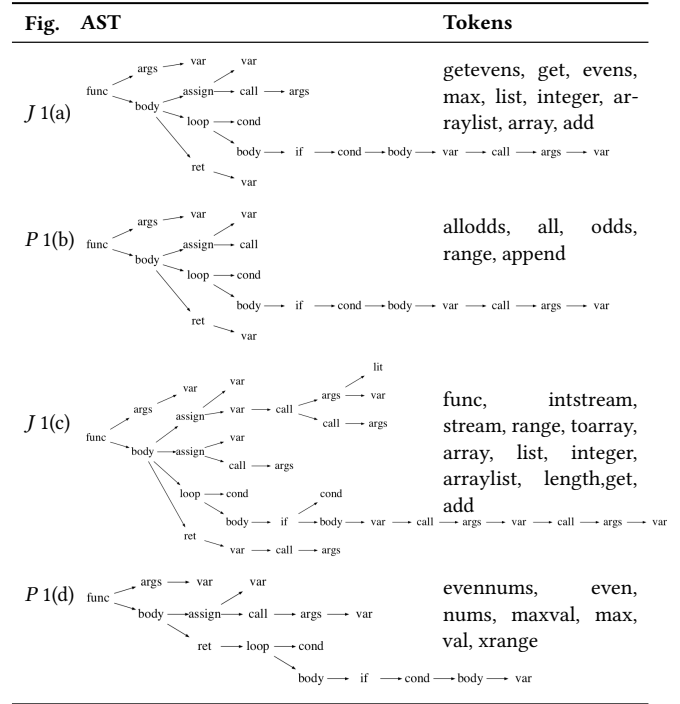 Fig. AST Tokens
var var
args
getevens, get, evens,
func assign call args
max, list, integer, ar-
body
J 1(a) loop cond
raylist, array, add
body if cond body var call args var
ret
var
var var
args
allodds, all, odds,
P 1(b) func assign call
range, append
body
loop cond
body if cond body var call args var
ret
var
lit
var
var args var
args assign var call
func, intstream,
J 1(c) call args
stream, range, toarray,
func var
array, list, integer,
body assign
call args
arraylist, length,get,
loop cond cond
add
body if body var call args var call args var
ret
var call args
args var var
P 1(d) func
evennums, even,
body assign call args var
nums, maxval, max,
val, xrange
ret loop cond
body if cond body var